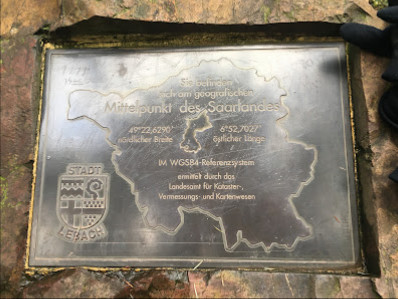 Sie befinden
sich am geografischen
Mittelpunkt des Saarlandes
49°22,6290' 6°52,702'
nördlicher Breite östlicher Länge
IM WGS84-Referenzsystem
ermittelt durch das
Landesamt für Kataster-,
Vermessungs- und Kartenwesen
STADT
LEBACH